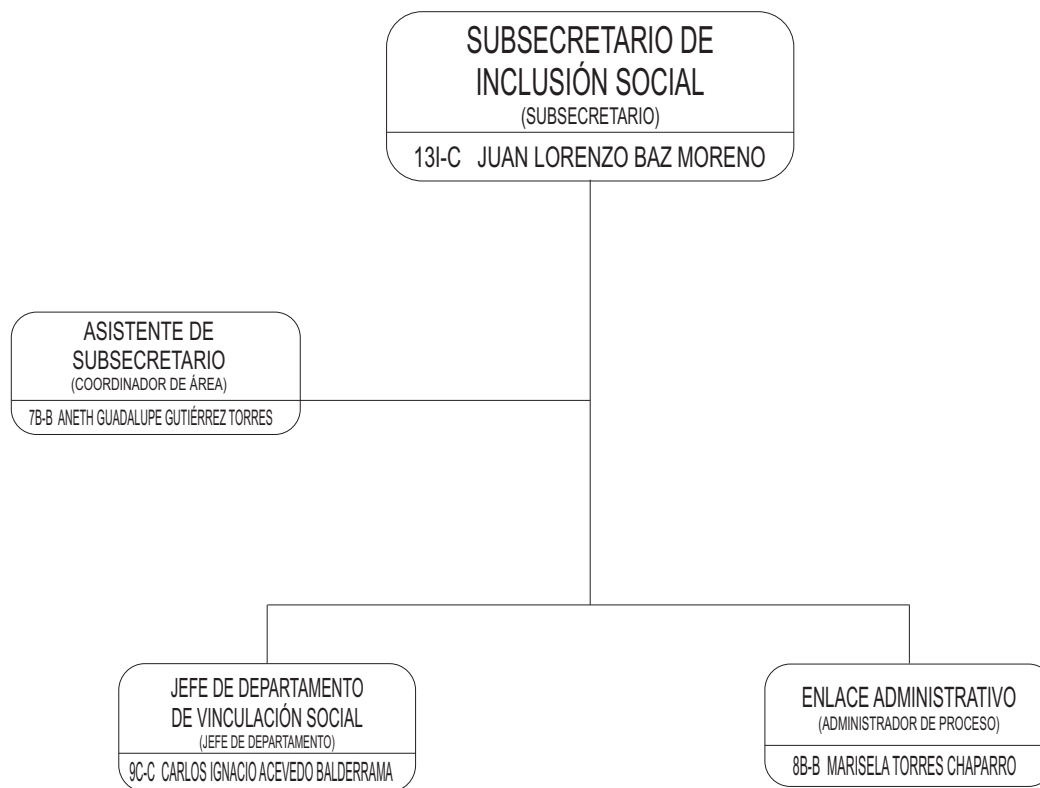 SUBSECRETARIO DE
INCLUSIÓN SOCIAL
(SUBSECRETARIO)
13I-C JUAN LORENZO BAZ MORENO
ASISTENTE DE
SUBSECRETARIO
(COORDINADOR DE ÁREA)
7B-B ANETH GUADALUPE GUTIÉRREZ TORRES
JEFE DE DEPARTAMENTO
DE VINCULACIÓN SOCIAL
(JEFE DE DEPARTAMENTO)
9C-C CARLOS IGNACIO ACEVEDO BALDERRAMA
ENLACE ADMINISTRATIVO
(ADMINISTRADOR DE PROCESO)
8B-B MARISELA TORRES CHAPARRO